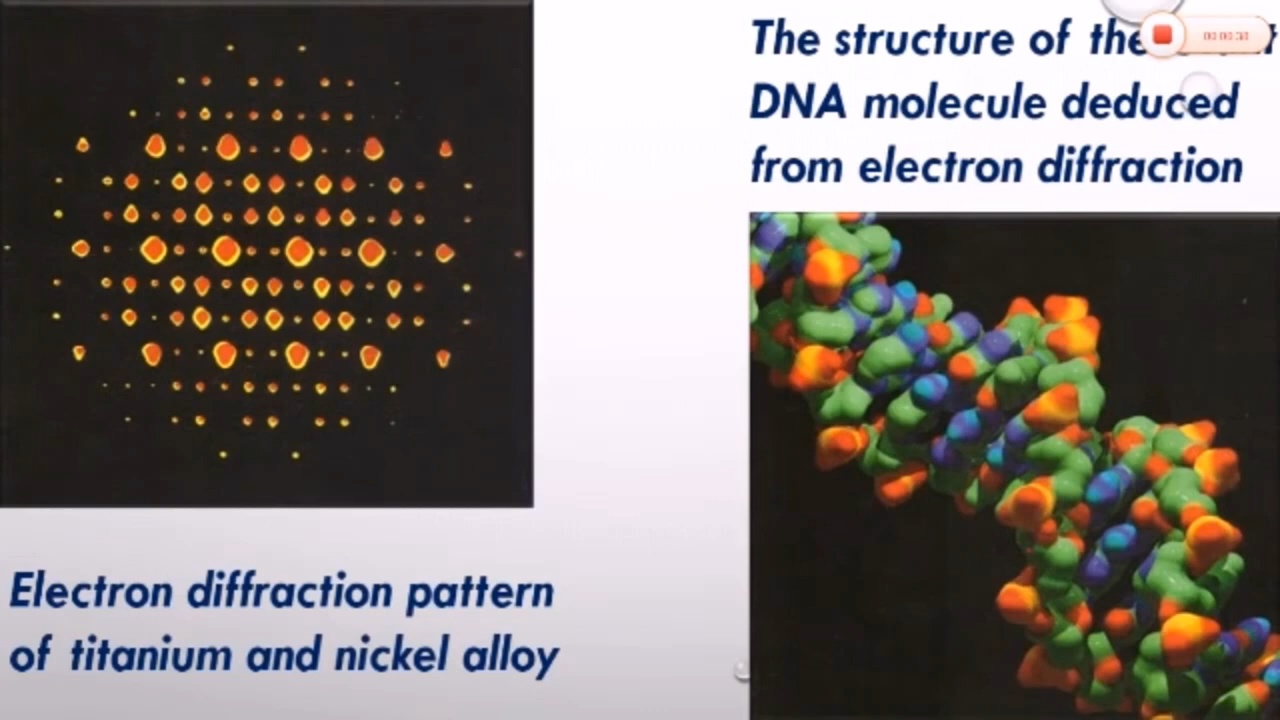 The structure of the
DNA molecule deduced
from electron diffraction
Electron diffraction pattern
of titanium and nickel alloy